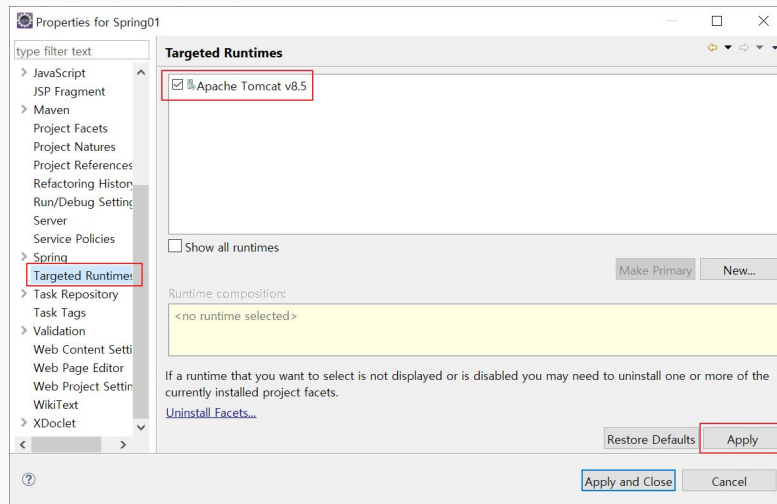 Properties for Spring01
type filter text
JavaScript
JSP Fragment
Maven
Project Facets
Project Natures
Project References
Refactoring History
Run/Debug Setting
Server
Service Policies
Spring
Targeted Runtimes
Task Repository
Task Tags
Validation
Web Content Setti
Web Page Editor
Web Project Settin
WikiText
XDoclet
Targeted Runtimes
Apache Tomcat v8.5
Show all runtimes
Make Primary
New...
Runtime composition:
<no runtime selected>
If a runtime that you want to select is not displayed or is disabled you may need to uninstall one or more of the
currently installed project facets.
Uninstall Facets...
Restore Defaults
Apply
Apply and Close
Cancel